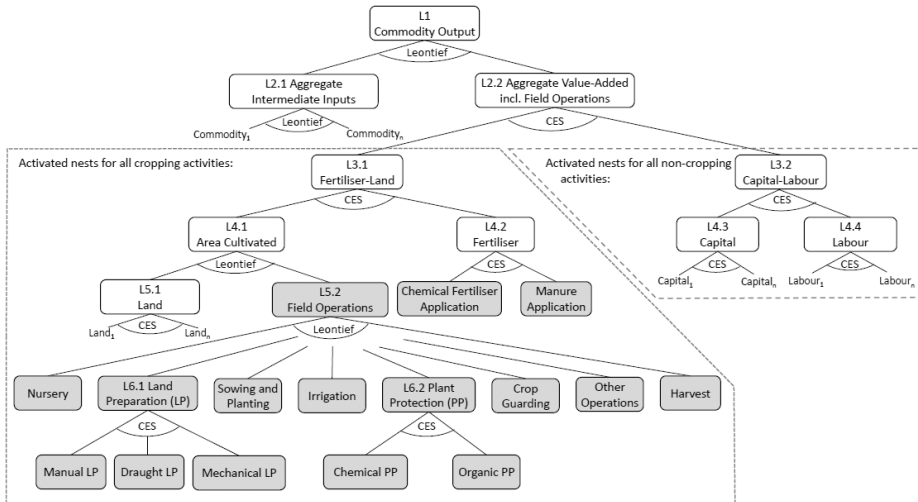 L1
Commodity Output
Leontief
L2.1 Aggregate
Intermediate Inputs
L2.2 Aggregate Value-Added
incl. Field Operations
Leontief
CES
Commodity1
Commodityn
Activated nests for all cropping activities:
Activated nests for all non-cropping
activities:
L3.1
Fertiliser-Land
L3.2
Capital-Labour
CES
CES
L4.1
Area Cultivated
L4.2
Fertiliser
L4.3
Capital
L4.4
Labour
Leontief
CES
CES
CES
Capital1
Capitaln
Labour1
Labourn
L5.1
Land
L5.2
Field Operations
Chemical Fertiliser
Application
Manure
Application
Land1
CES
Landn
Leontief
Nursery
L6.1 Land
Preparation (LP)
Sowing and
Planting
Irrigation
L6.2 Plant
Protection (PP)
Crop
Guarding
Other
Operations
Harvest
CES
CES
Manual LP
Draught LP
Mechanical LP
Chemical PP
Organic PP